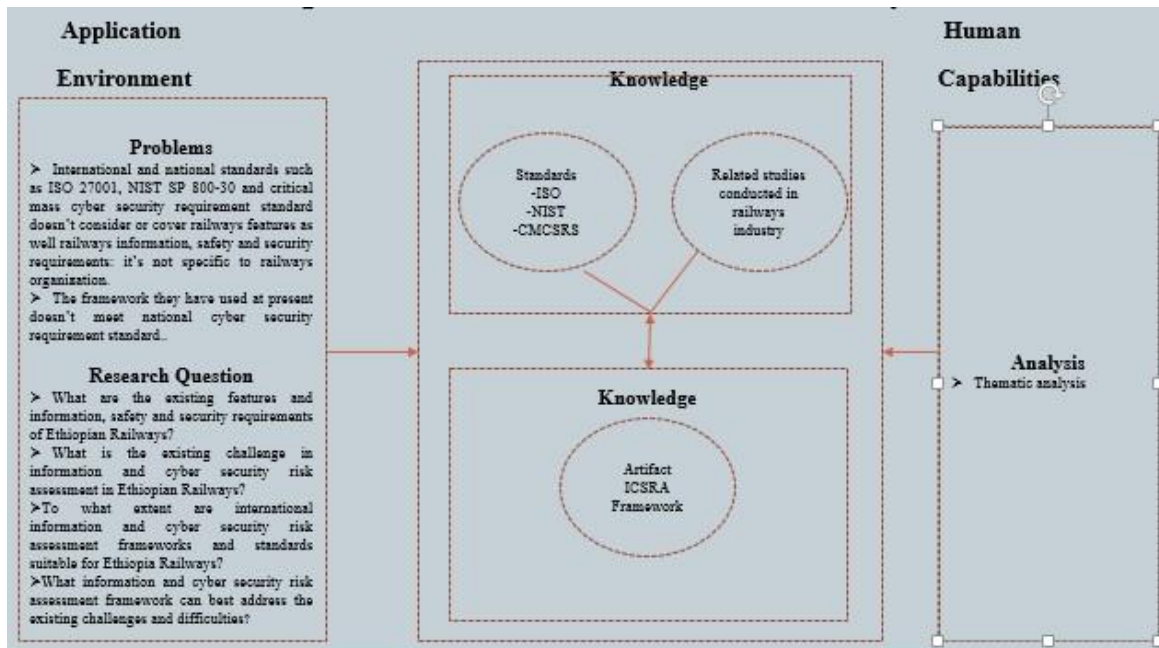 Application
Environment
Problems
➢ International and national standards such
as ISO 27001, NIST SP 800-30 and critical
mass cyber security requirement standard
doesn't consider or cover railways features as
well railways information, safety and security
requirements: it's not specific to railways
organization.
➢ The framework they have used at present
doesn't meet national cyber security
requirement standard..
Research Question
➢ What are the existing features and
information, safety and security requirements
of Ethiopian Railways?
➢ What is the existing challenge in
information and cyber security risk
assessment in Ethiopian Railways?
➢To what extent are international
information and cyber security risk
assessment frameworks and standards
suitable for Ethiopia Railways?
➢What information and cyber security risk
assessment framework can best address the
existing challenges and difficulties?
Knowledge
Standards
-ISO
-NIST
-CMCSRS
Related studies
conducted in
railways
industry
Knowledge
Artifact
ICSRA
Framework
Human
Capabilities
Analysis
➢ Thematic analysis